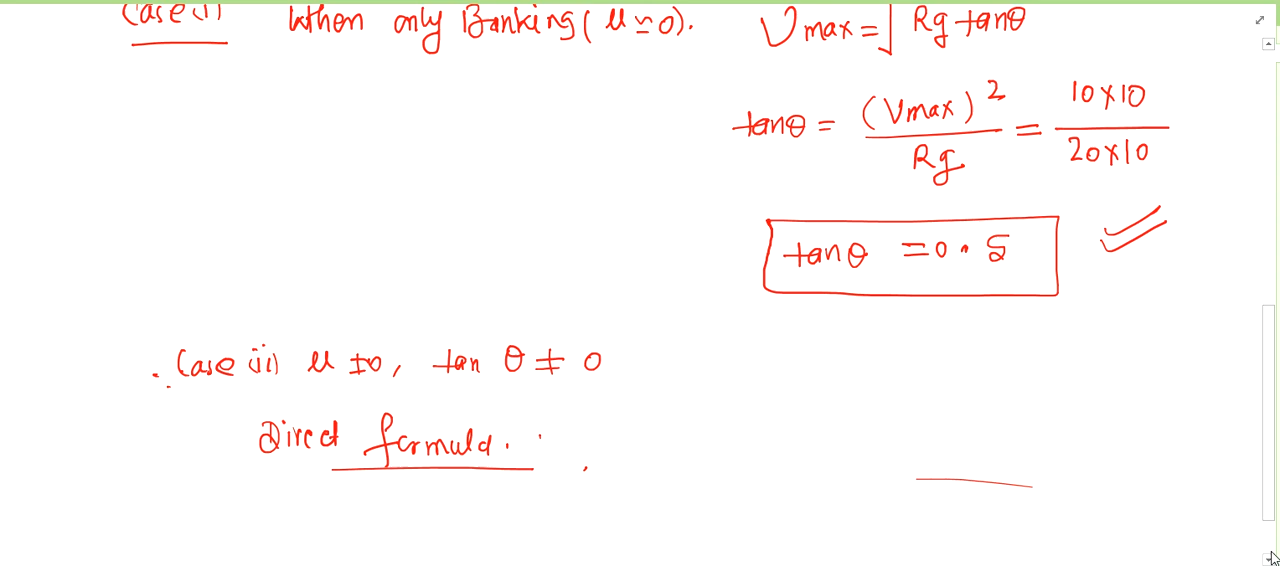 Case (i) When only Banking (μ = 0). Vmax = √Rg tanθ
tanθ = (Vmax)² / Rg = 10×10 / 20×10
tanθ = 0.5
Case (ii) μ ≠ 0, tan θ ≠ 0
Direct formula.